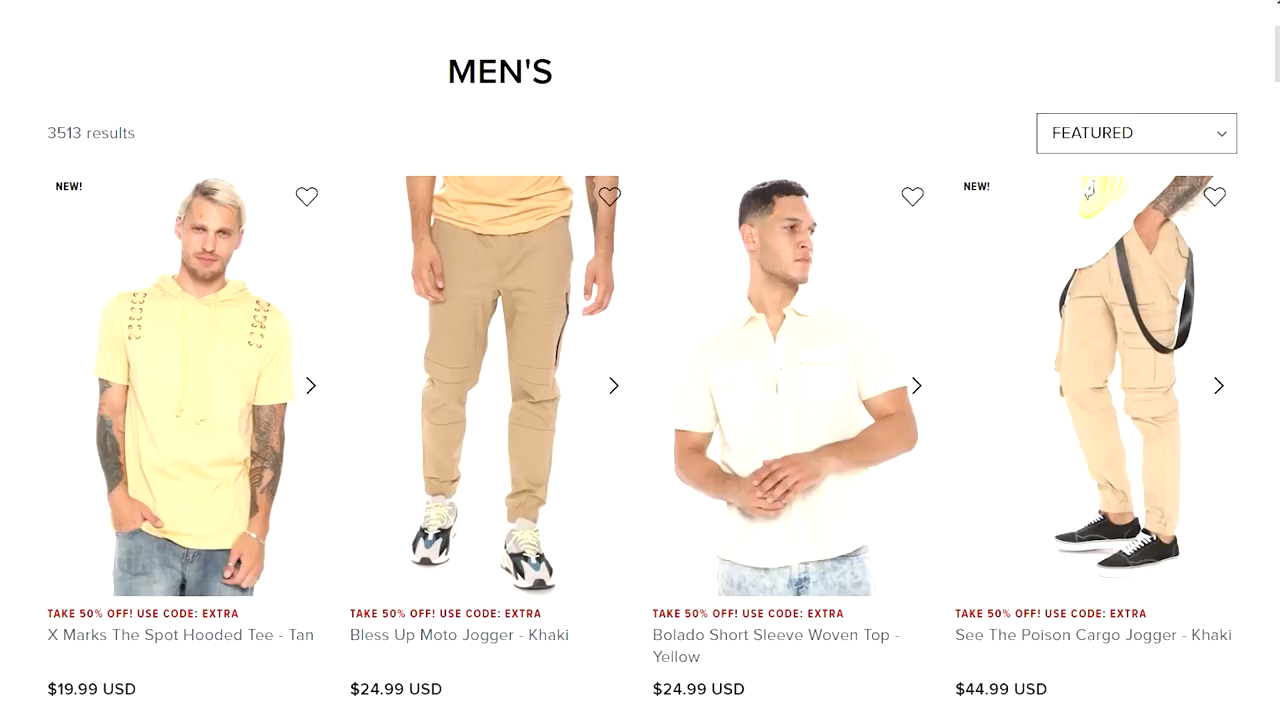 MEN'S
3513 results
FEATURED
NEW!
NEW!
TAKE 50% OFF! USE CODE: EXTRA
X Marks The Spot Hooded Tee - Tan
$19.99 USD
TAKE 50% OFF! USE CODE: EXTRA
Bless Up Moto Jogger - Khaki
$24.99 USD
TAKE 50% OFF! USE CODE: EXTRA
Bolado Short Sleeve Woven Top -
Yellow
$24.99 USD
TAKE 50% OFF! USE CODE: EXTRA
See The Poison Cargo Jogger - Khaki
$44.99 USD